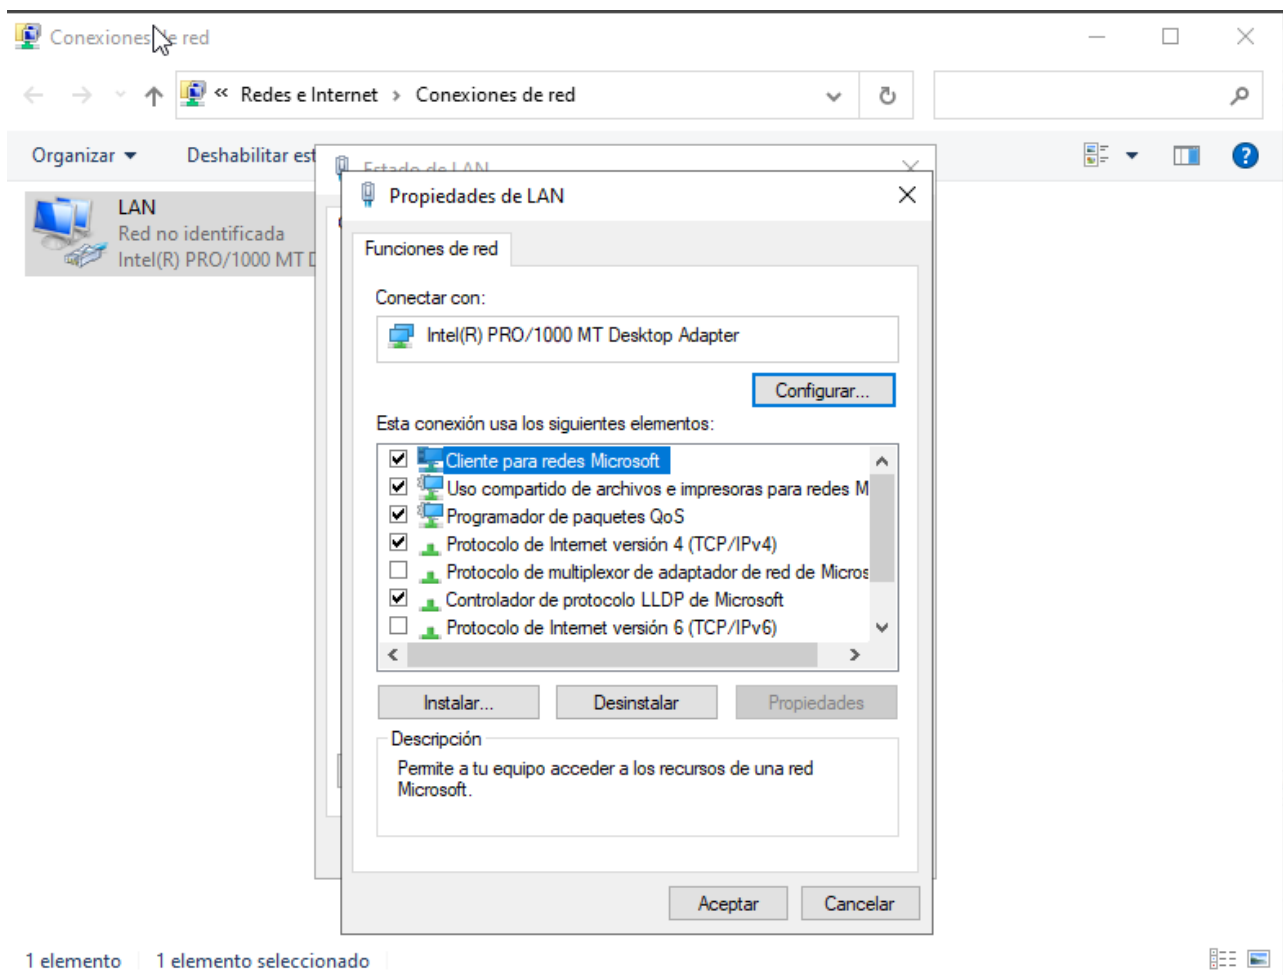 Conexiones de red
« Redes e Internet > Conexiones de red
Organizar
Deshabilitar est
Estado de LAN
LAN
Red no identificada
Intel(R) PRO/1000 MT D
Propiedades de LAN
Funciones de red
Conectar con:
Intel(R) PRO/1000 MT Desktop Adapter
Configurar...
Esta conexión usa los siguientes elementos:
Cliente para redes Microsoft
Uso compartido de archivos e impresoras para redes M
Programador de paquetes QoS
Protocolo de Internet versión 4 (TCP/IPv4)
Protocolo de multiplexor de adaptador de red de Micros
Controlador de protocolo LLDP de Microsoft
Protocolo de Internet versión 6 (TCP/IPv6)
Instalar...
Desinstalar
Propiedades
Descripción
Permite a tu equipo acceder a los recursos de una red
Microsoft.
Aceptar
Cancelar
1 elemento
1 elemento seleccionado